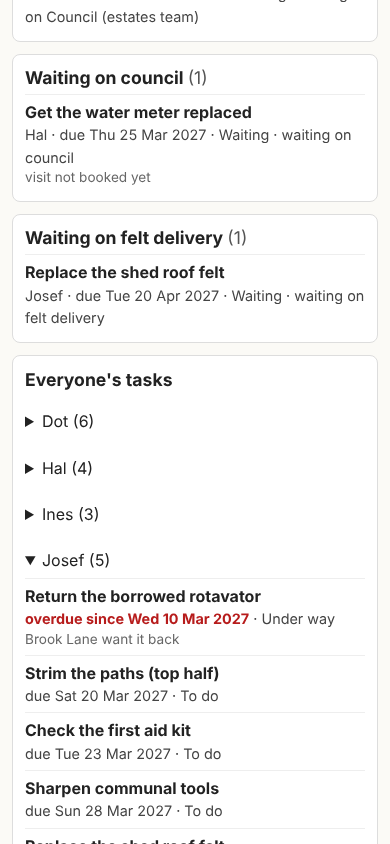 on Council (estates team)
Waiting on council (1)
Get the water meter replaced
Hal · due Thu 25 Mar 2027 · Waiting · waiting on
council
visit not booked yet
Waiting on felt delivery (1)
Replace the shed roof felt
Josef · due Tue 20 Apr 2027 · Waiting · waiting on
felt delivery
Everyone's tasks
▶ Dot (6)
▶ Hal (4)
▶ Ines (3)
▼ Josef (5)
Return the borrowed rotavator
overdue since Wed 10 Mar 2027 · Under way
Brook Lane want it back
Strim the paths (top half)
due Sat 20 Mar 2027 · To do
Check the first aid kit
due Tue 23 Mar 2027 · To do
Sharpen communal tools
due Sun 28 Mar 2027 · To do
Replace the shed roof felt